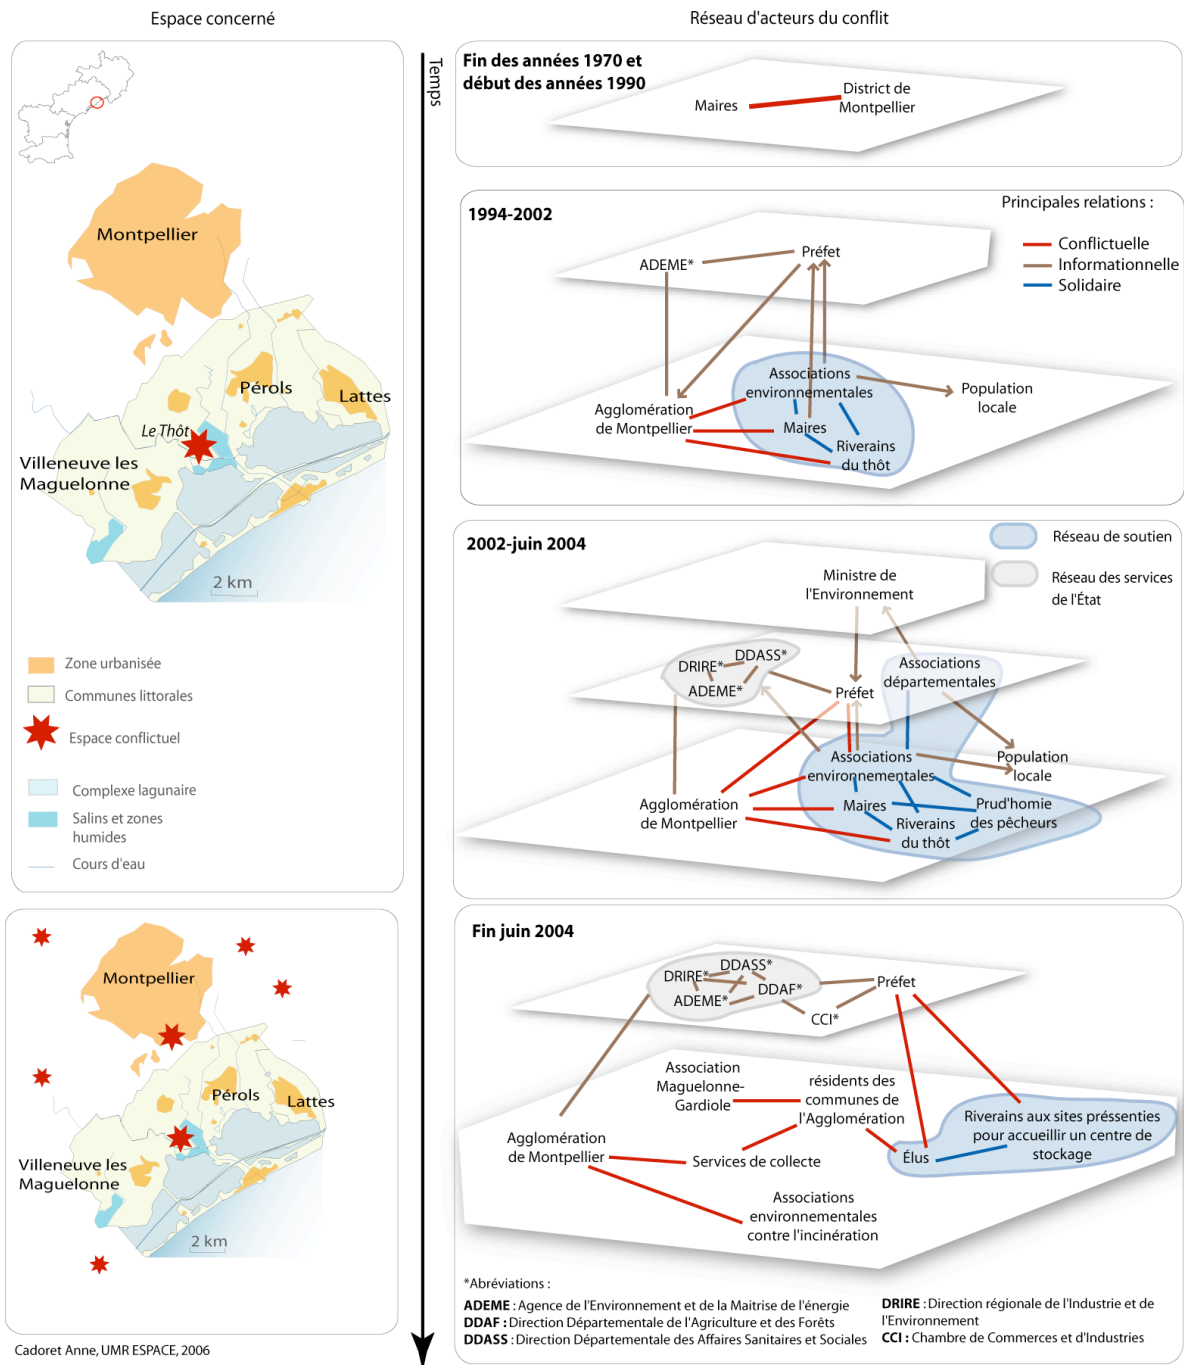 Espace concerné
Montpellier
Pérols
Lattes
Le Thôt
Villeneuve les
Maguelonne
2 km
Zone urbanisée
Communes littorales
Espace conflictuel
Complexe lagunaire
Salins et zones
humides
Cours d'eau
Montpellier
Pérols
Lattes
Villeneuve les
Maguelonne
2 km
Cadoret Anne, UMR ESPACE, 2006
Temps
Réseau d'acteurs du conflit
Fin des années 1970 et
début des années 1990
Maires
District de
Montpellier
1994-2002
Principales relations :
Conflictuelle
Informationnelle
Solidaire
ADEME*
Préfet
Associations
environnementales
Population
locale
Agglomération
de Montpellier
Maires
Riverains
du thôt
2002-juin 2004
Réseau de soutien
Réseau des services
de l'État
Ministre de
l'Environnement
DRIRE*
DDASS*
ADEME*
Préfet
Associations
départementales
Associations
environnementales
Population
locale
Agglomération
de Montpellier
Maires
Riverains
du thôt
Prud'homie
des pêcheurs
Fin juin 2004
DRIRE*
DDASS*
ADEME*
DDAF*
CCI*
Préfet
Association
Maguelonne-
Gardiole
résidents des
communes de
l'Agglomération
Riverains aux sites préssenties
pour accueillir un centre de
stockage
Agglomération
de Montpellier
Services de collecte
Élus
Associations
environnementales
contre l'incinération
*Abréviations :
ADEME : Agence de l'Environnement et de la Maitrise de l'énergie
DDAF : Direction Départementale de l'Agriculture et des Forêts
DDASS : Direction Départementale des Affaires Sanitaires et Sociales
DRIRE : Direction régionale de l'Industrie et de
l'Environnement
CCI : Chambre de Commerces et d'Industries